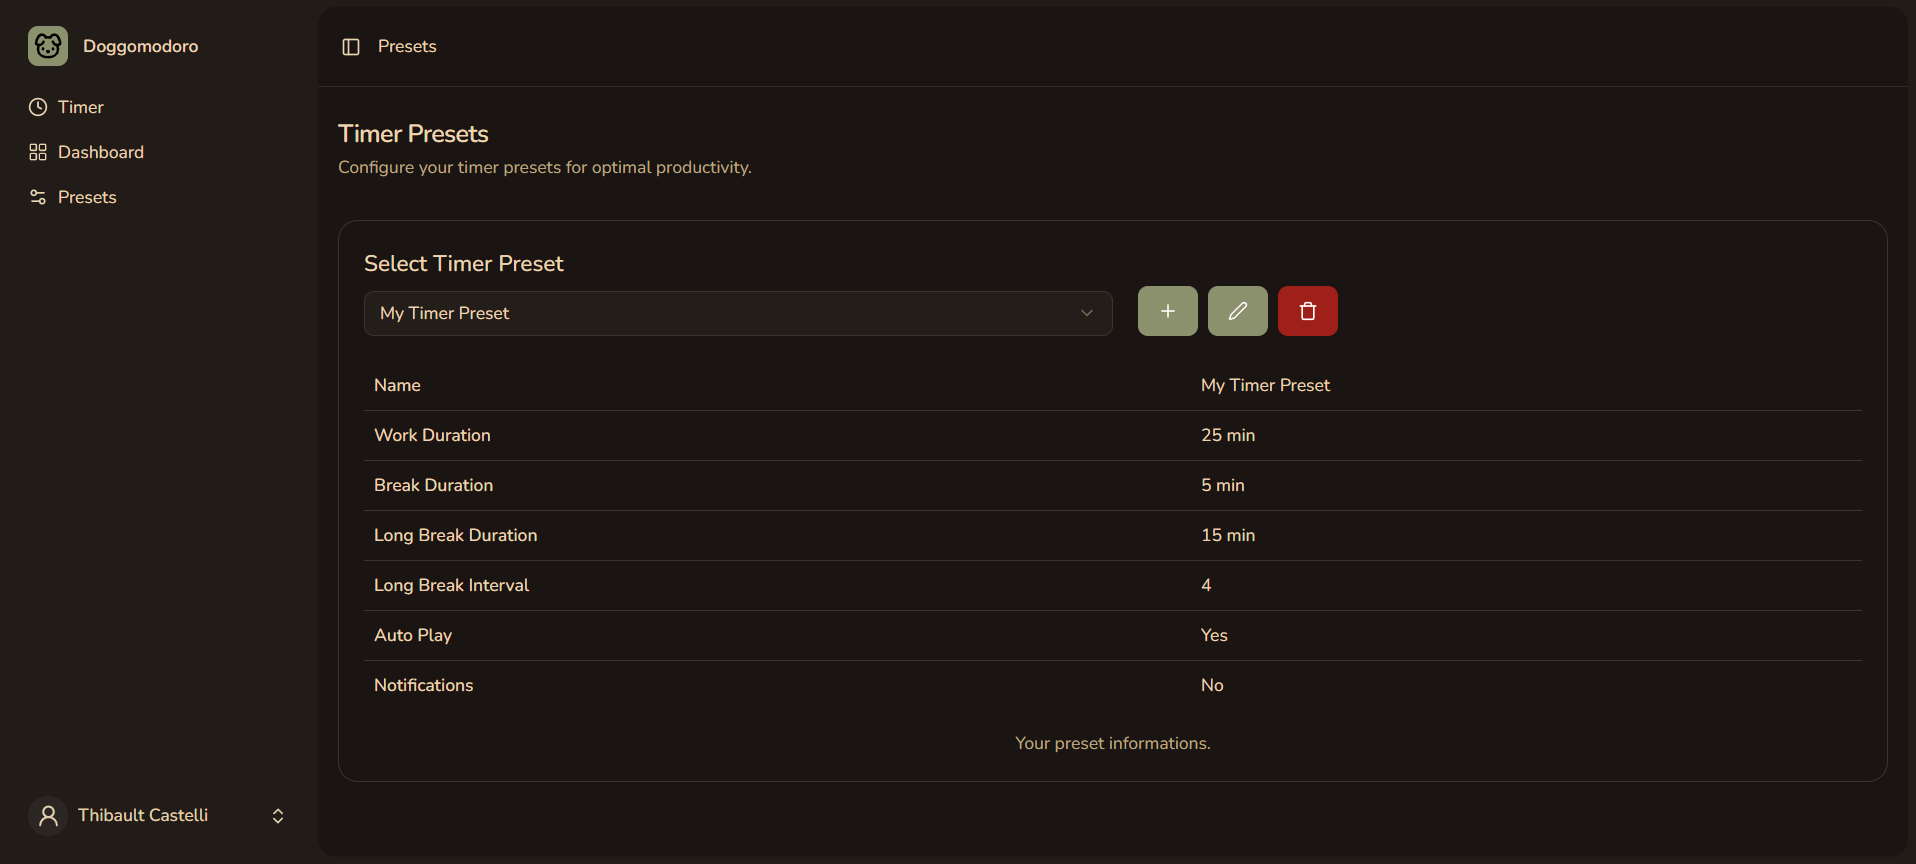 Doggomodoro
Timer
Dashboard
Presets
Thibault Castelli
Presets
Timer Presets
Configure your timer presets for optimal productivity.
Select Timer Preset
My Timer Preset
Name My Timer Preset
Work Duration 25 min
Break Duration 5 min
Long Break Duration 15 min
Long Break Interval 4
Auto Play Yes
Notifications No
Your preset informations.